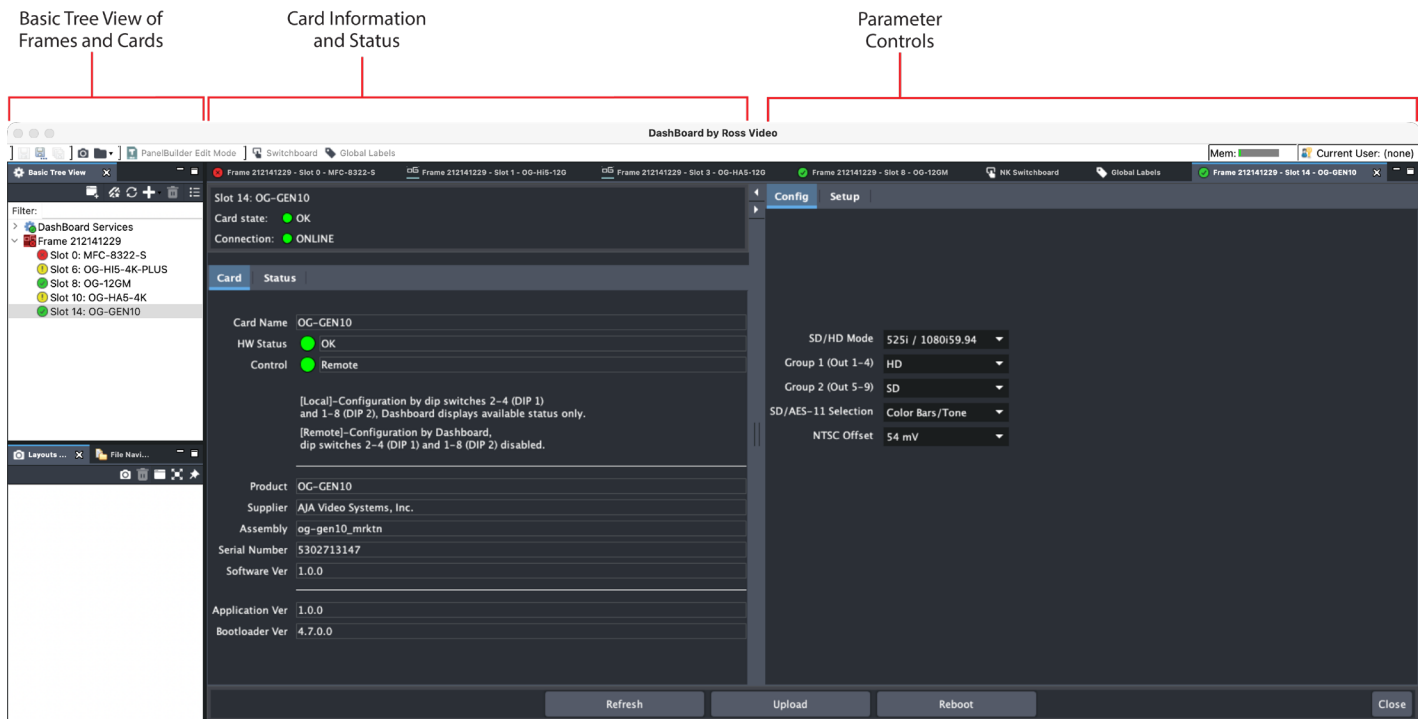 Basic Tree View of
Frames and Cards
Card Information
and Status
Parameter
Controls
DashBoard by Ross Video
PanelBuilder Edit Mode
Switchboard
Global Labels
Mem:
Current User: (none)
Basic Tree View
Frame 212141229 - Slot 0 - MFC-8322-S
Frame 212141229 - Slot 1 - OG-Hi5-12G
Frame 212141229 - Slot 3 - OG-HA5-12G
Frame 212141229 - Slot 8 - OG-12GM
NK Switchboard
Global Labels
Frame 212141229 - Slot 14 - OG-GEN10
Filter:
DashBoard Services
Frame 212141229
Slot 0: MFC-8322-S
Slot 6: OG-HI5-4K-PLUS
Slot 8: OG-12GM
Slot 10: OG-HA5-4K
Slot 14: OG-GEN10
Layouts ...
File Navi...
Slot 14: OG-GEN10
Card state: OK
Connection: ONLINE
Card
Status
Card Name OG-GEN10
HW Status OK
Control Remote
[Local]-Configuration by dip switches 2-4 (DIP 1)
and 1-8 (DIP 2), Dashboard displays available status only.
[Remote]-Configuration by Dashboard,
dip switches 2-4 (DIP 1) and 1-8 (DIP 2) disabled.
Product OG-GEN10
Supplier AJA Video Systems, Inc.
Assembly og-gen10_mrktn
Serial Number 5302713147
Software Ver 1.0.0
Application Ver 1.0.0
Bootloader Ver 4.7.0.0
Config
Setup
SD/HD Mode 525i / 1080i59.94
Group 1 (Out 1-4) HD
Group 2 (Out 5-9) SD
SD/AES-11 Selection Color Bars/Tone
NTSC Offset 54 mV
Refresh
Upload
Reboot
Close